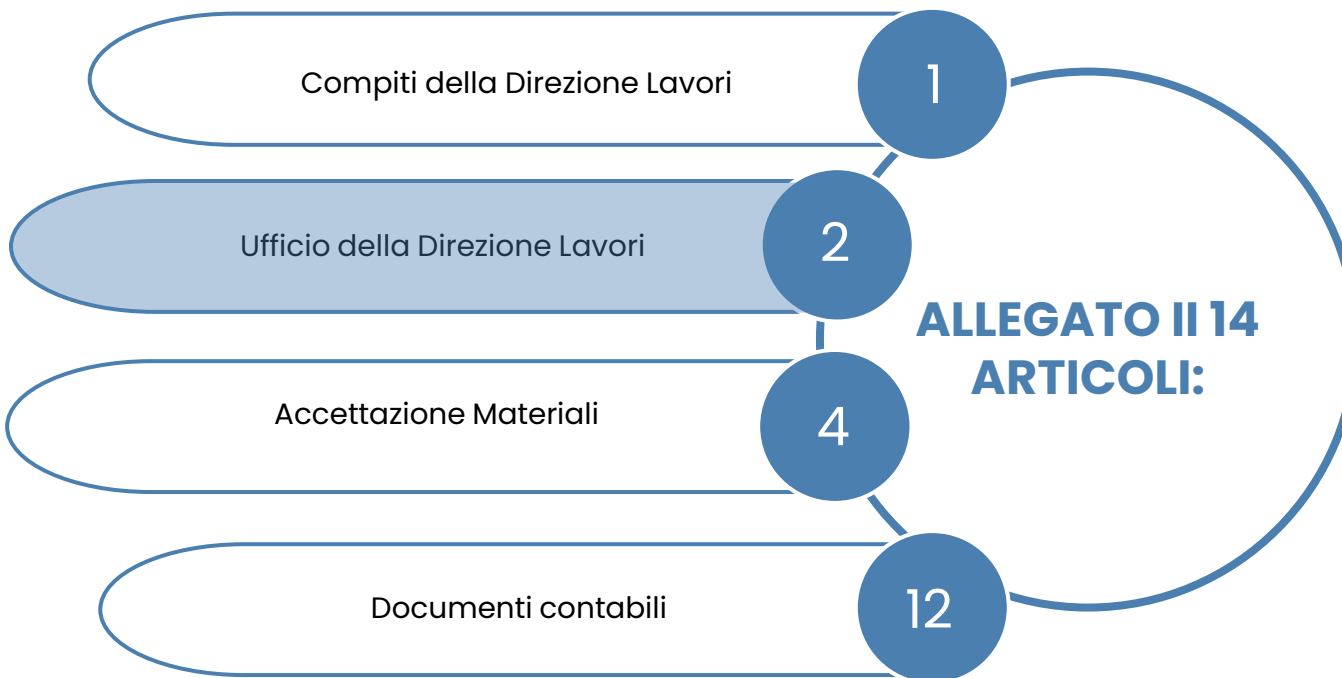 Compiti della Direzione Lavori
1
Ufficio della Direzione Lavori
2
ALLEGATO II 14
ARTICOLI:
Accettazione Materiali
4
Documenti contabili
12